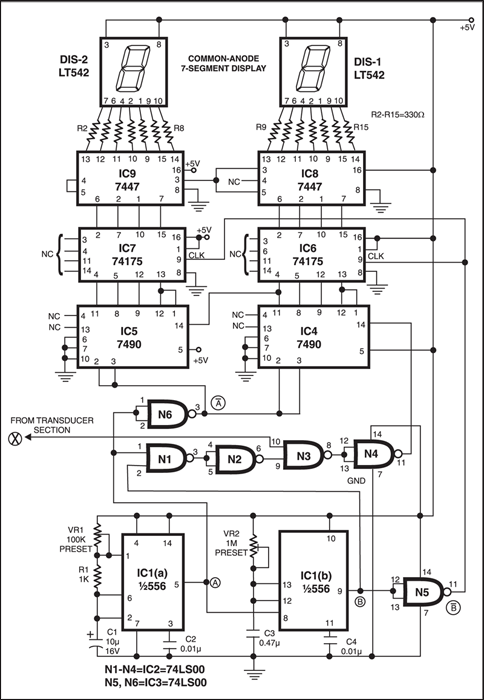 +5V
DIS-2
LT542
3
8
COMMON-ANODE
7-SEGMENT DISPLAY
3
8
DIS-1
LT542
7 6 4 2 1 9 10
7 6 4 2 1 9 10
R2
R8
R9
R15
R2-R15=330Ω
13 12 11 10 9 15 14
+5V
13 12 11 10 9 15 14
4
5
IC9
7447
16
3
8
NC
3
4
5
IC8
7447
16
8
6 2 1 7
6 2 1 7
+5V
2 7 10 15
2 7 10 15
NC
3
6
11
14
IC7
74175
16
1
9
8
CLK
NC
3
6
11
14
IC6
74175
16
1
9
8
CLK
4 5 12 13
4 5 12 13
NC
NC
4
13
6
7
10
11 8 9 12 1
IC5
7490
14
5
+5V
2 3
NC
NC
4
13
6
7
10
11 8 9 12 1
IC4
7490
14
5
2 3
1
2
N6
3
A
FROM TRANSDUCER
SECTION
X
1
2
N1
3
4
5
N2
6
10
9
N3
8
12
13
N4
14
11
7
GND
VR1
100K
PRESET
R1
1K
C1
10µ
16V
4 14
1
6
2
IC1(a)
½556
5
7 3
A
C2
0.01µ
VR2
1M
PRESET
C3
0.47µ
10
13
12
8
IC1(b)
½556
9
11
C4
0.01µ
B
14
12
13
N5
11
7
B
N1-N4=IC2=74LS00
N5, N6=IC3=74LS00